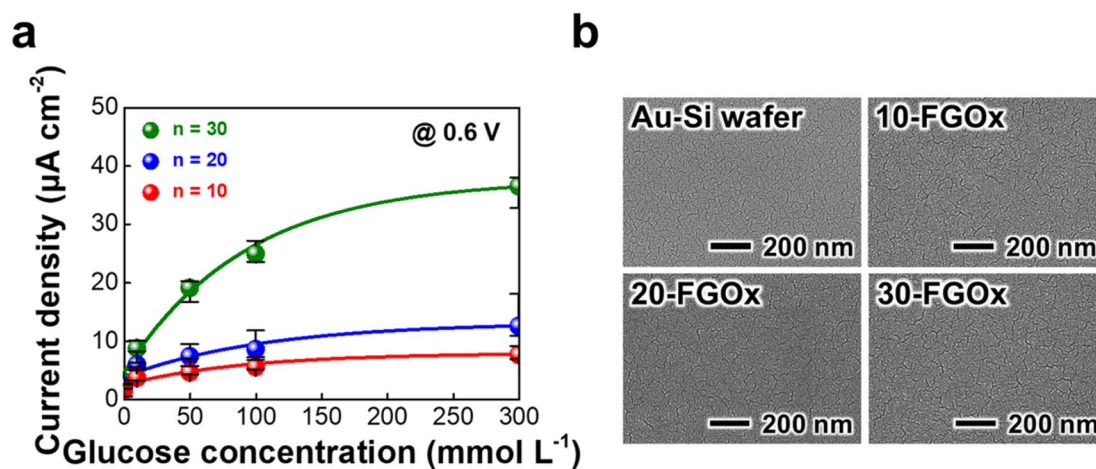 a
Current density (µA cm⁻²)
50
40
30
20
10
0
n = 30
n = 20
n = 10
@ 0.6 V
0 50 100 150 200 250 300
Glucose concentration (mmol L⁻¹)
b
Au-Si wafer
200 nm
10-FGOx
200 nm
20-FGOx
200 nm
30-FGOx
200 nm